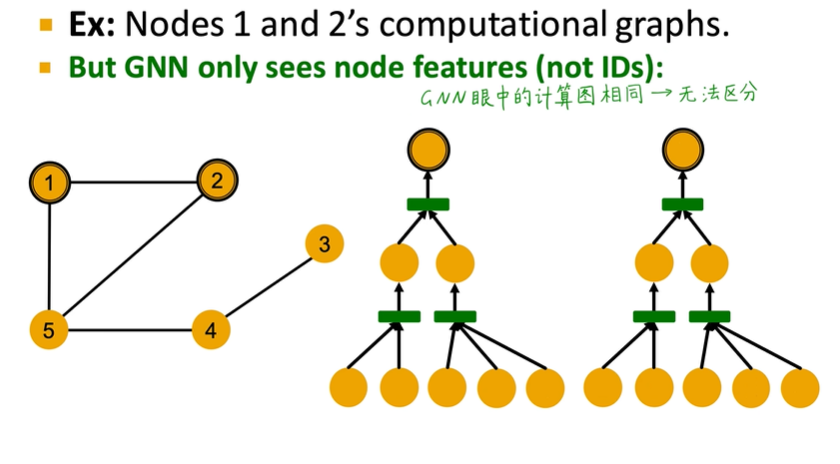 Ex: Nodes 1 and 2's computational graphs.
But GNN only sees node features (not IDs):
GNN眼中的计算图相同→无法区分
1
2
3
5
4